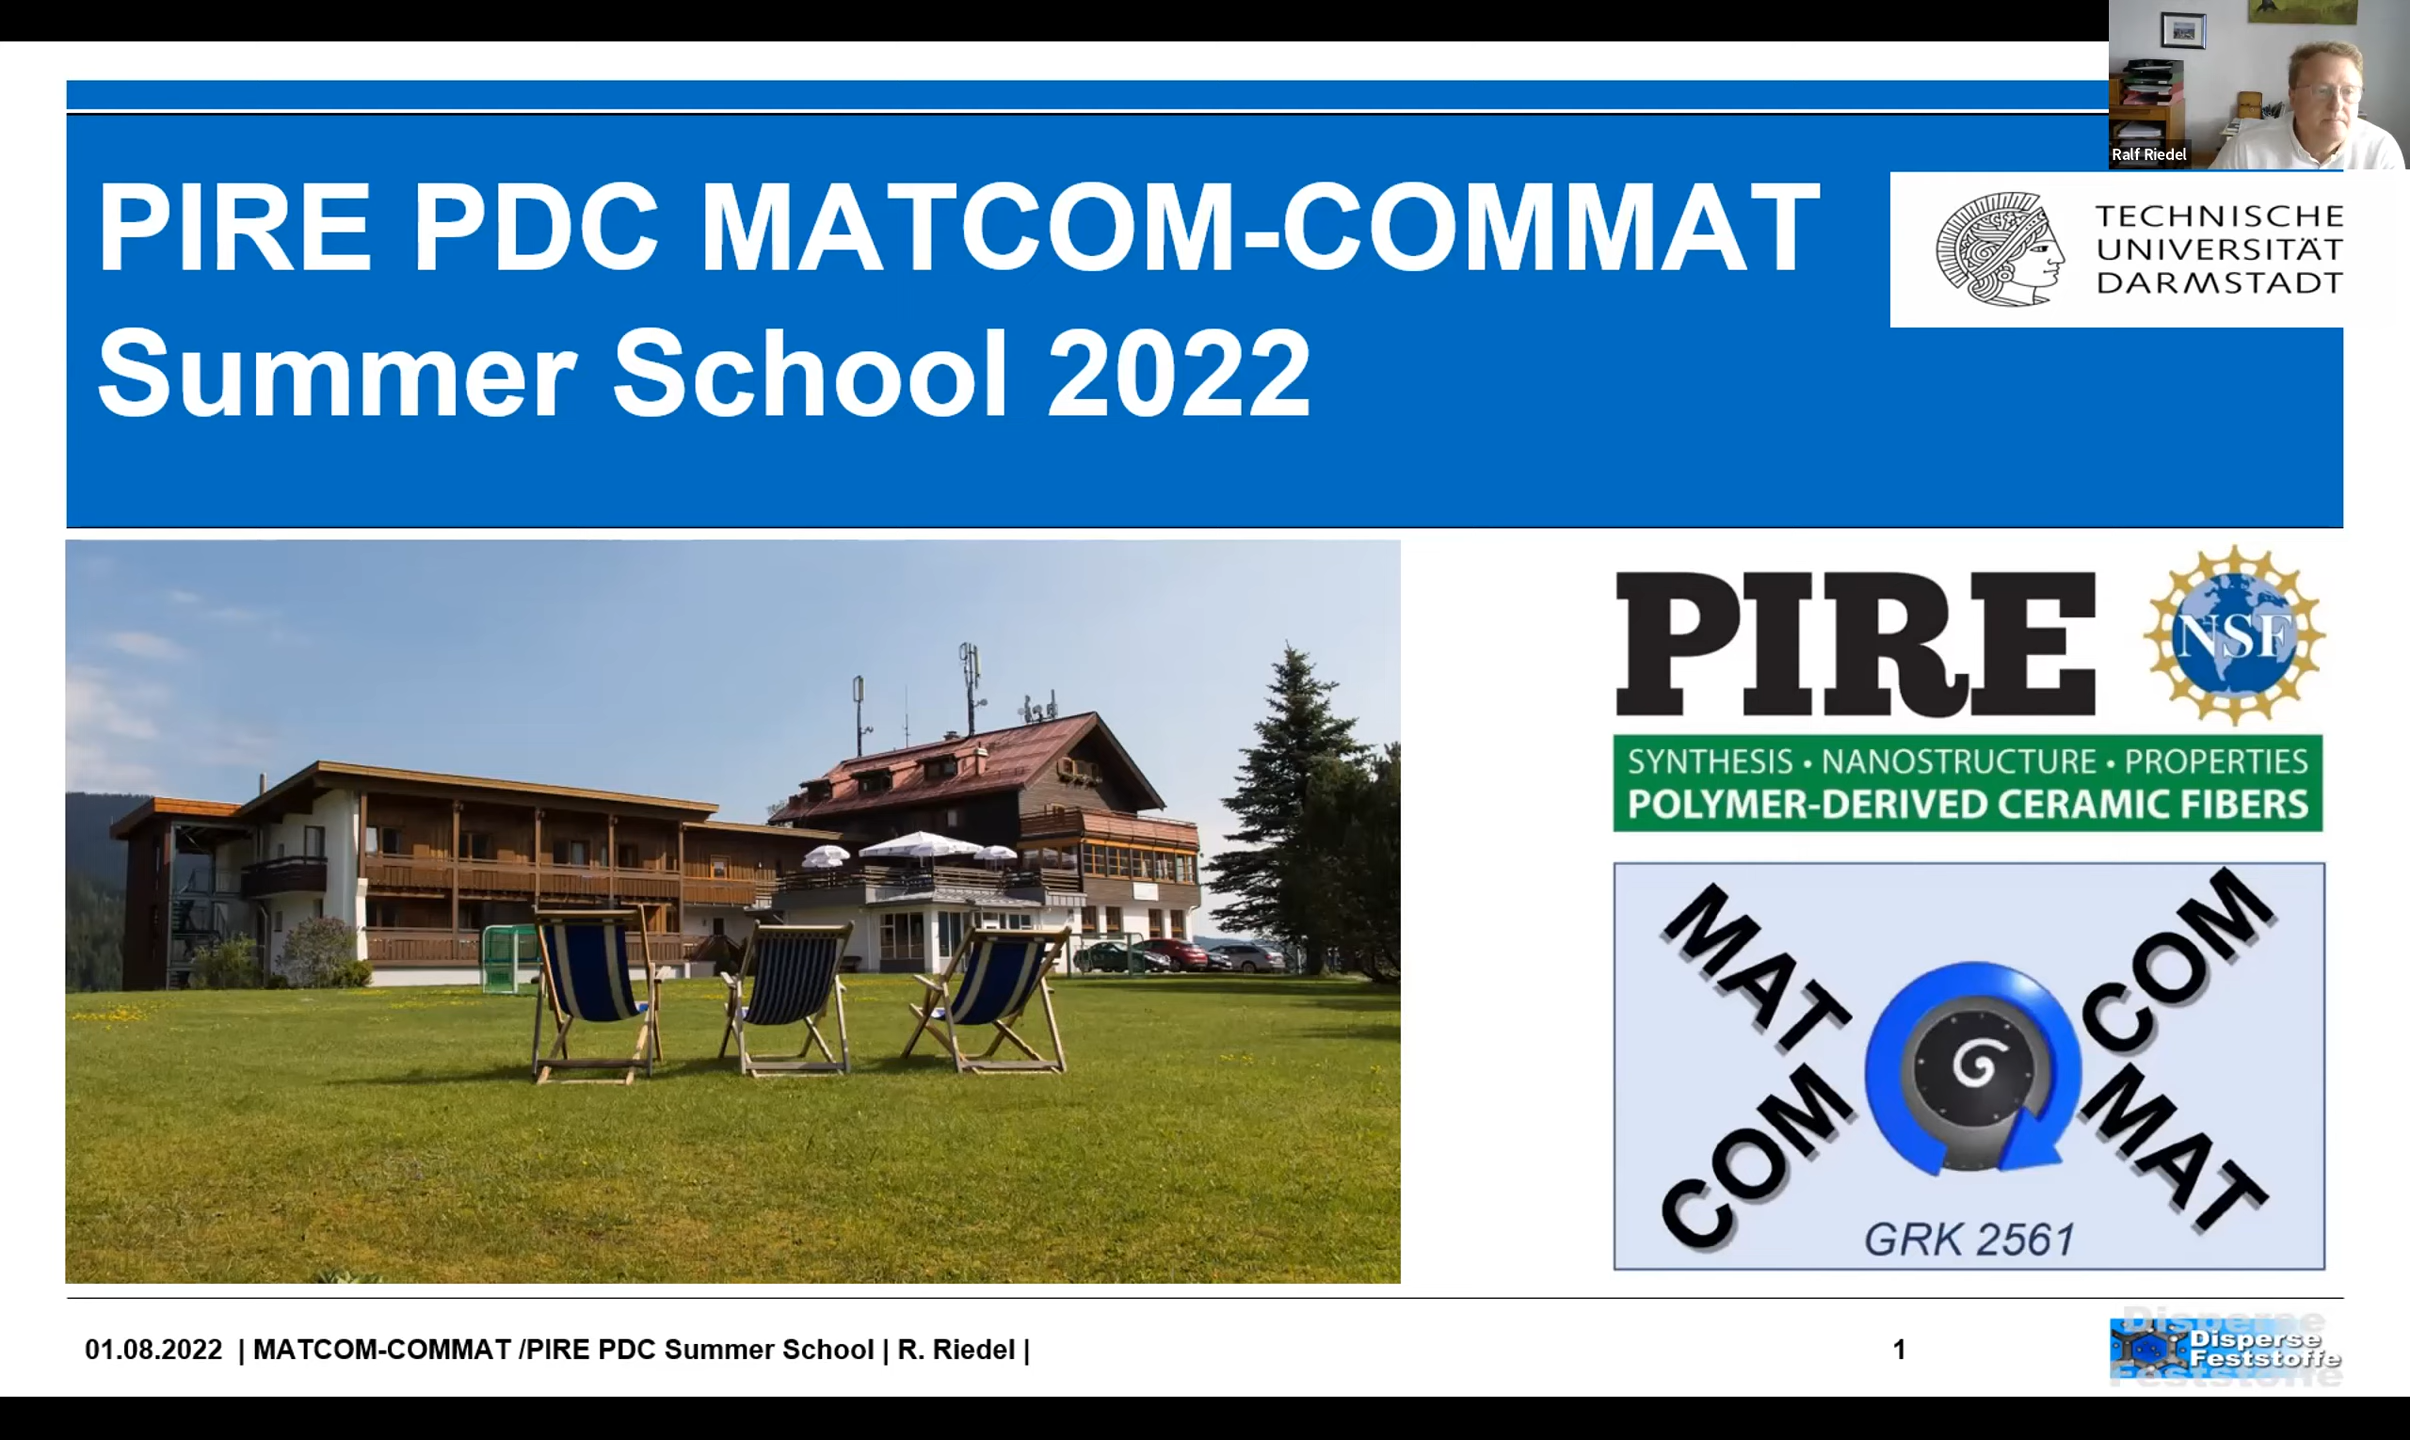 Ralf Riedel
PIRE PDC MATCOM-COMMAT
Summer School 2022
TECHNISCHE
UNIVERSITÄT
DARMSTADT
PIRE
NSF
SYNTHESIS • NANOSTRUCTURE • PROPERTIES
POLYMER-DERIVED CERAMIC FIBERS
MAT
COM
COM
MAT
GRK 2561
01.08.2022 | MATCOM-COMMAT /PIRE PDC Summer School | R. Riedel |
1
Disperse
Disperse
Feststoffe
Feststoffe